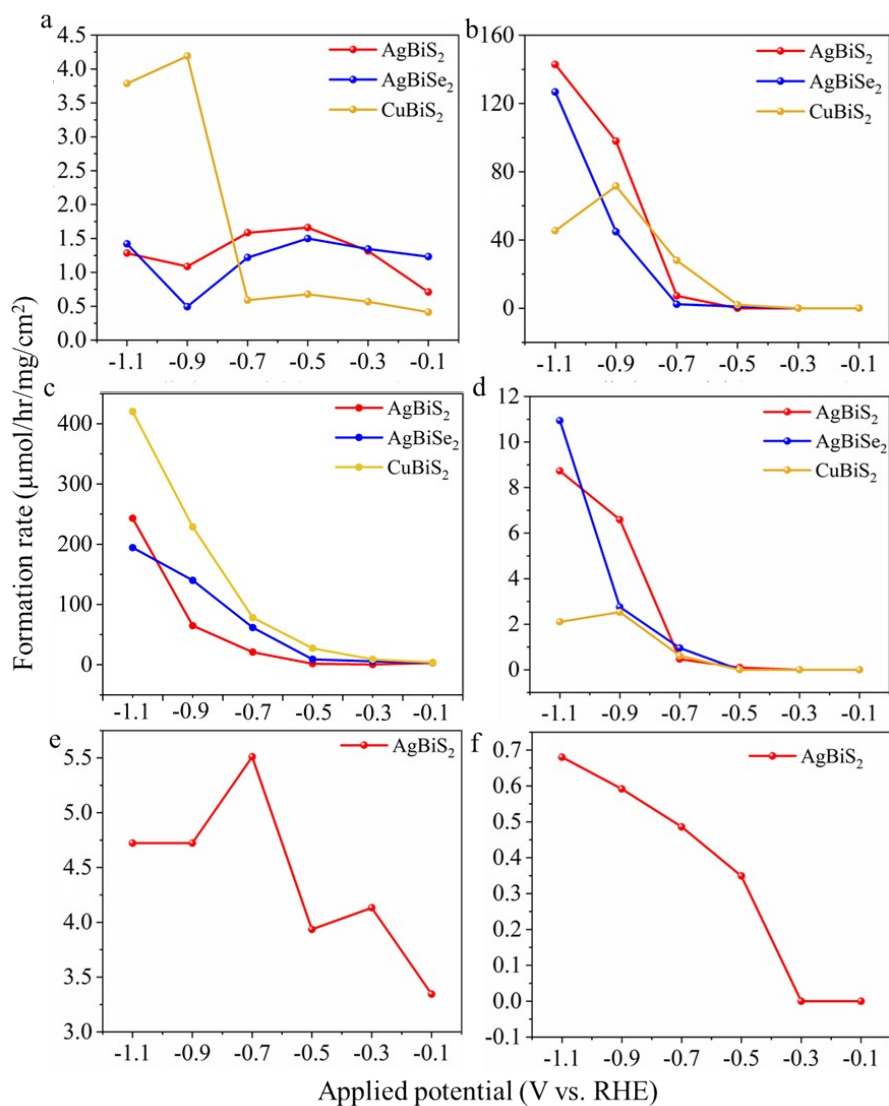 a
4.5
4.0
3.5
3.0
2.5
2.0
1.5
1.0
0.5
0.0
AgBiS₂
AgBiSe₂
CuBiS₂
-1.1 -0.9 -0.7 -0.5 -0.3 -0.1
b
160
120
80
40
0
AgBiS₂
AgBiSe₂
CuBiS₂
-1.1 -0.9 -0.7 -0.5 -0.3 -0.1
c
400
300
200
100
0
AgBiS₂
AgBiSe₂
CuBiS₂
-1.1 -0.9 -0.7 -0.5 -0.3 -0.1
d
12
10
8
6
4
2
0
AgBiS₂
AgBiSe₂
CuBiS₂
-1.1 -0.9 -0.7 -0.5 -0.3 -0.1
e
5.5
5.0
4.5
4.0
3.5
3.0
AgBiS₂
-1.1 -0.9 -0.7 -0.5 -0.3 -0.1
f
0.7
0.6
0.5
0.4
0.3
0.2
0.1
0.0
-0.1
AgBiS₂
-1.1 -0.9 -0.7 -0.5 -0.3 -0.1
Formation rate (µmol/hr/mg/cm²)
Applied potential (V vs. RHE)